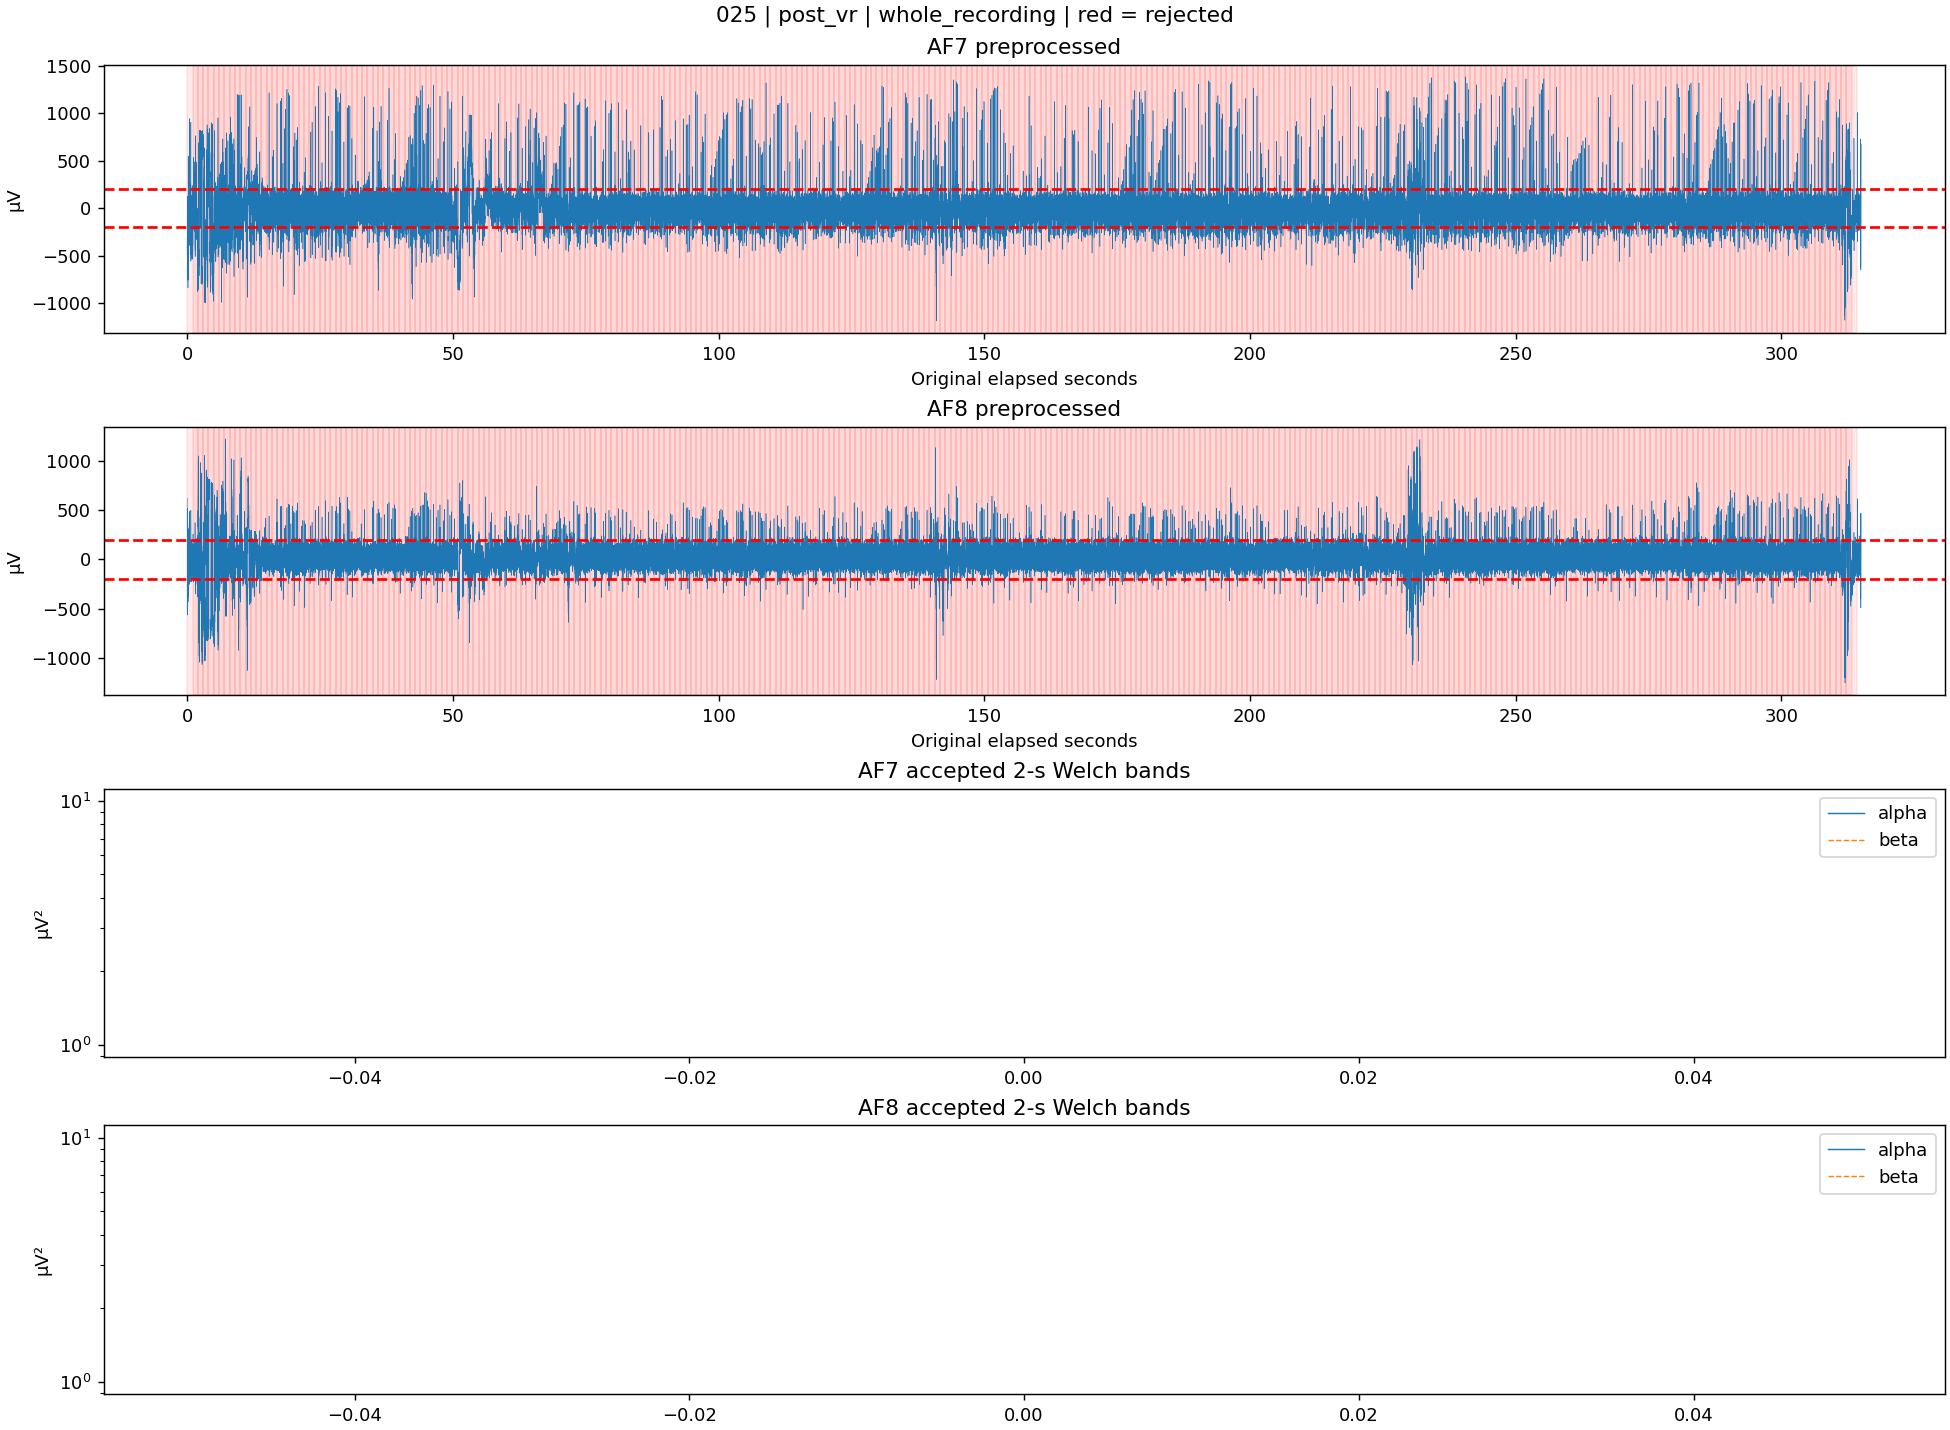 025 | post_vr | whole_recording | red = rejected
AF7 preprocessed
1500
1000
500
0
−500
−1000
µV
0 50 100 150 200 250 300
Original elapsed seconds
AF8 preprocessed
1000
500
0
−500
−1000
µV
0 50 100 150 200 250 300
Original elapsed seconds
AF7 accepted 2-s Welch bands
10¹
10⁰
µV²
alpha
beta
−0.04 −0.02 0.00 0.02 0.04
AF8 accepted 2-s Welch bands
10¹
10⁰
µV²
alpha
beta
−0.04 −0.02 0.00 0.02 0.04